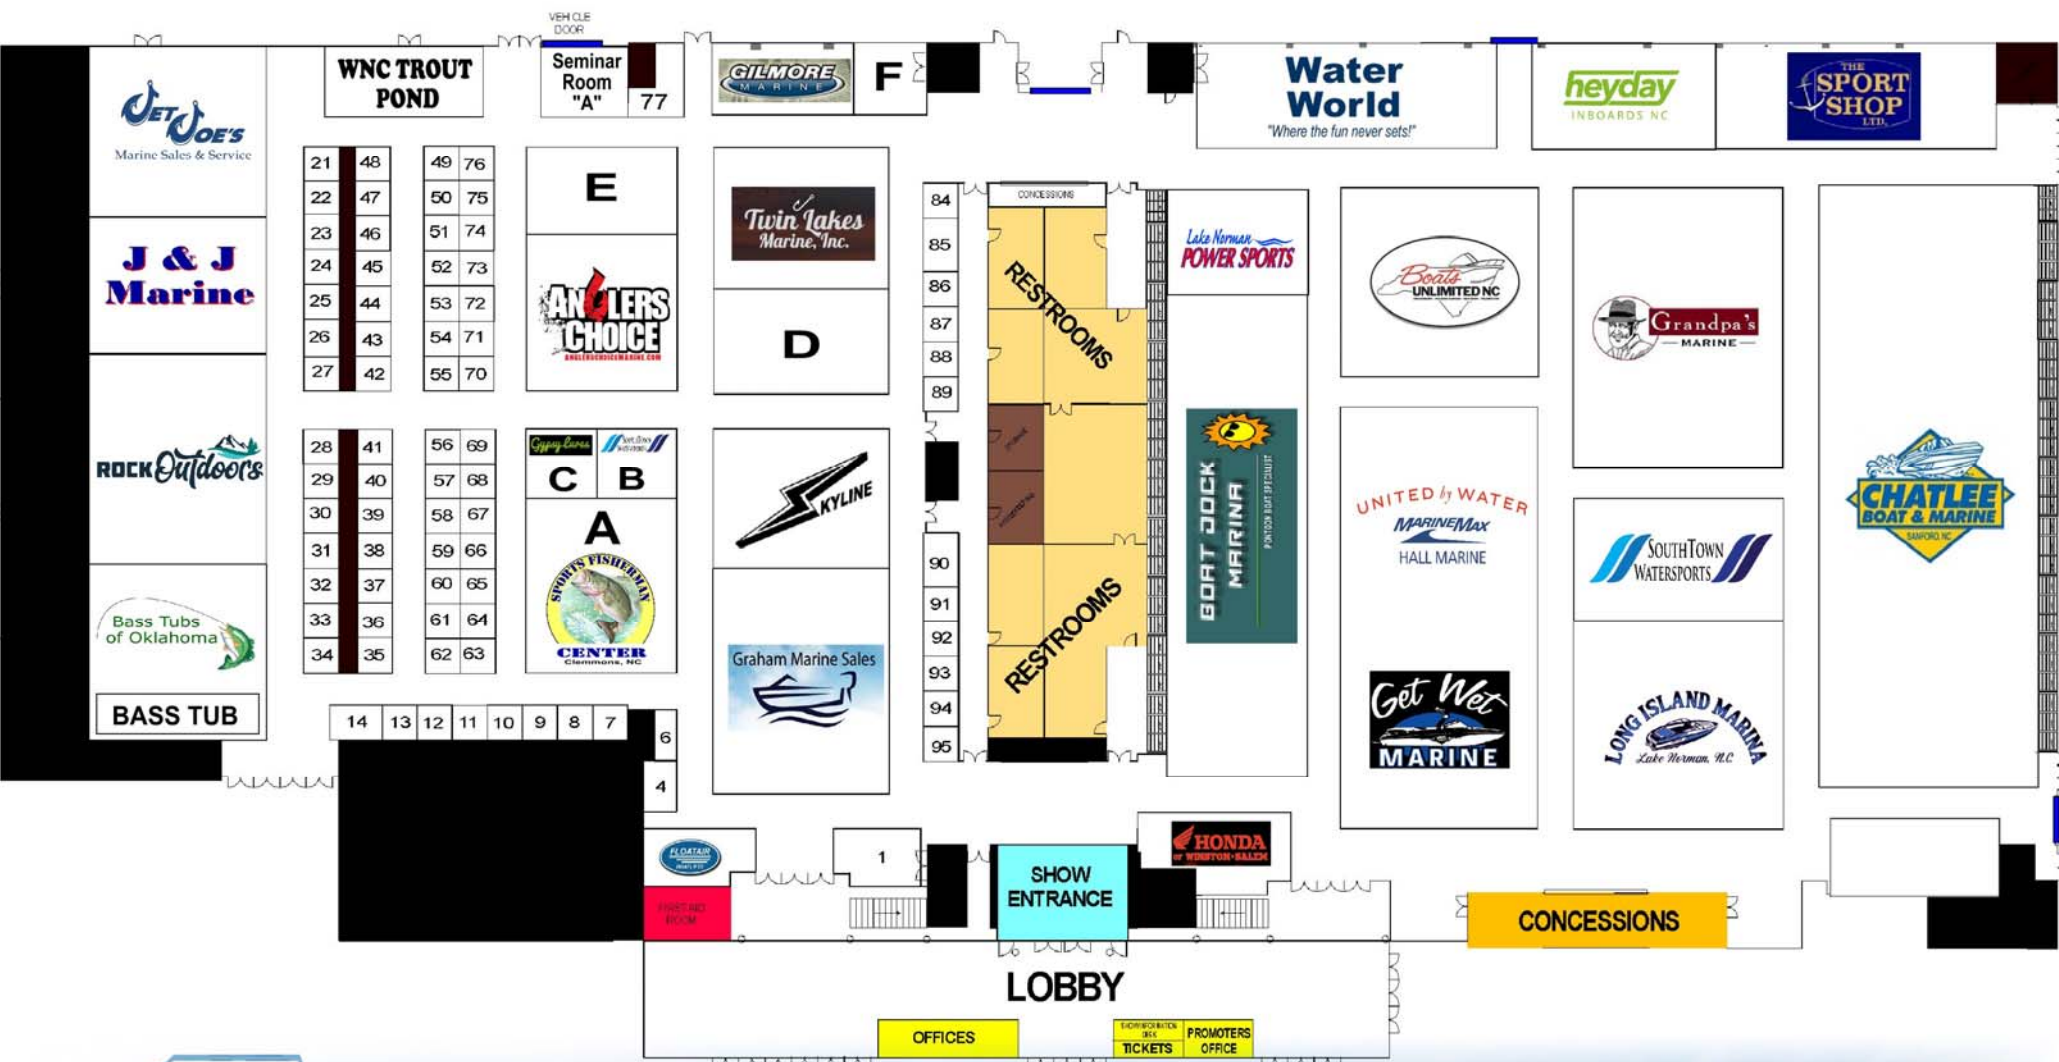 VEHICLE
DOOR
JET JOE'S
Marine Sales & Service
WNC TROUT
POND
Seminar
Room
"A"
77
GILMORE
MARINE
F
Water
World
"Where the fun never sets!"
heyday
INBOARDS NC
THE
SPORT
SHOP
LTD.
J & J
Marine
ROCK Outdoors
Bass Tubs
of Oklahoma
BASS TUB
21 48
22 47
23 46
24 45
25 44
26 43
27 42
28 41
29 40
30 39
31 38
32 37
33 36
34 35
49 76
50 75
51 74
52 73
53 72
54 71
55 70
56 69
57 68
58 67
59 66
60 65
61 64
62 63
E
ANGLERS
CHOICE
ANGLERSCHOICEMARINE.COM
Gypsy Lures
C
B
A
SPORTS FISHERMAN
CENTER
Clemmons, NC
Twin Lakes
Marine, Inc.
D
SKYLINE
Graham Marine Sales
84
85
86
87
88
89
90
91
92
93
94
95
CONCESSIONS
RESTROOMS
STORAGE
RESTROOMS
Lake Norman
POWER SPORTS
BOAT DOCK
MARINA
PONTOON BOAT SPECIALIST
Boats
UNLIMITED NC
UNITED by WATER
MARINEMAX
HALL MARINE
Get Wet
MARINE
Grandpa's
MARINE
SOUTHTOWN
WATERSPORTS
LONG ISLAND MARINA
Lake Norman, N.C.
CHATLEE
BOAT & MARINE
SANFORD, NC
14 13 12 11 10 9 8 7
6
4
FLOATAIR
1
FIRST AID
ROOM
SHOW
ENTRANCE
HONDA
OF WINSTON-SALEM
CONCESSIONS
LOBBY
OFFICES
SHOW INFORMATION
DESK
TICKETS
PROMOTERS
OFFICE